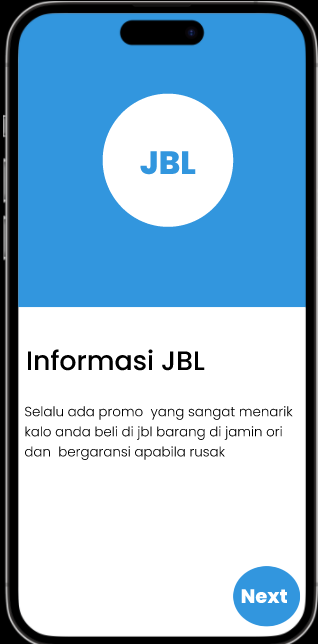 JBL
Informasi JBL
Selalu ada promo  yang sangat menarik
kalo anda beli di jbl barang di jamin ori
dan  bergaransi apabila rusak
Next